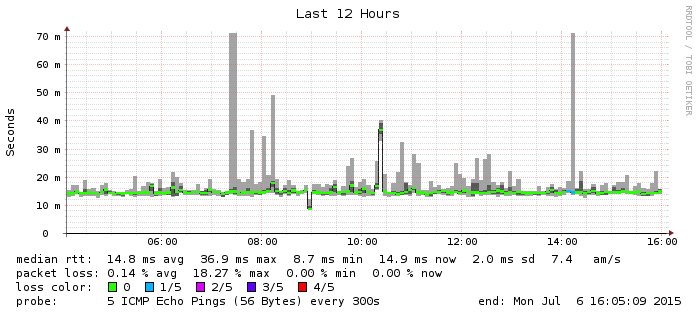 Last 12 Hours
RRDTOOL / TOBI OETIKER
Seconds
70 m
60 m
50 m
40 m
30 m
20 m
10 m
0
06:00 08:00 10:00 12:00 14:00 16:00
median rtt: 14.8 ms avg 36.9 ms max 8.7 ms min 14.9 ms now 2.0 ms sd 7.4 am/s
packet loss: 0.14 % avg 18.27 % max 0.00 % min 0.00 % now
loss color: 0 1/5 2/5 3/5 4/5
probe: 5 ICMP Echo Pings (56 Bytes) every 300s end: Mon Jul 6 16:05:09 2015